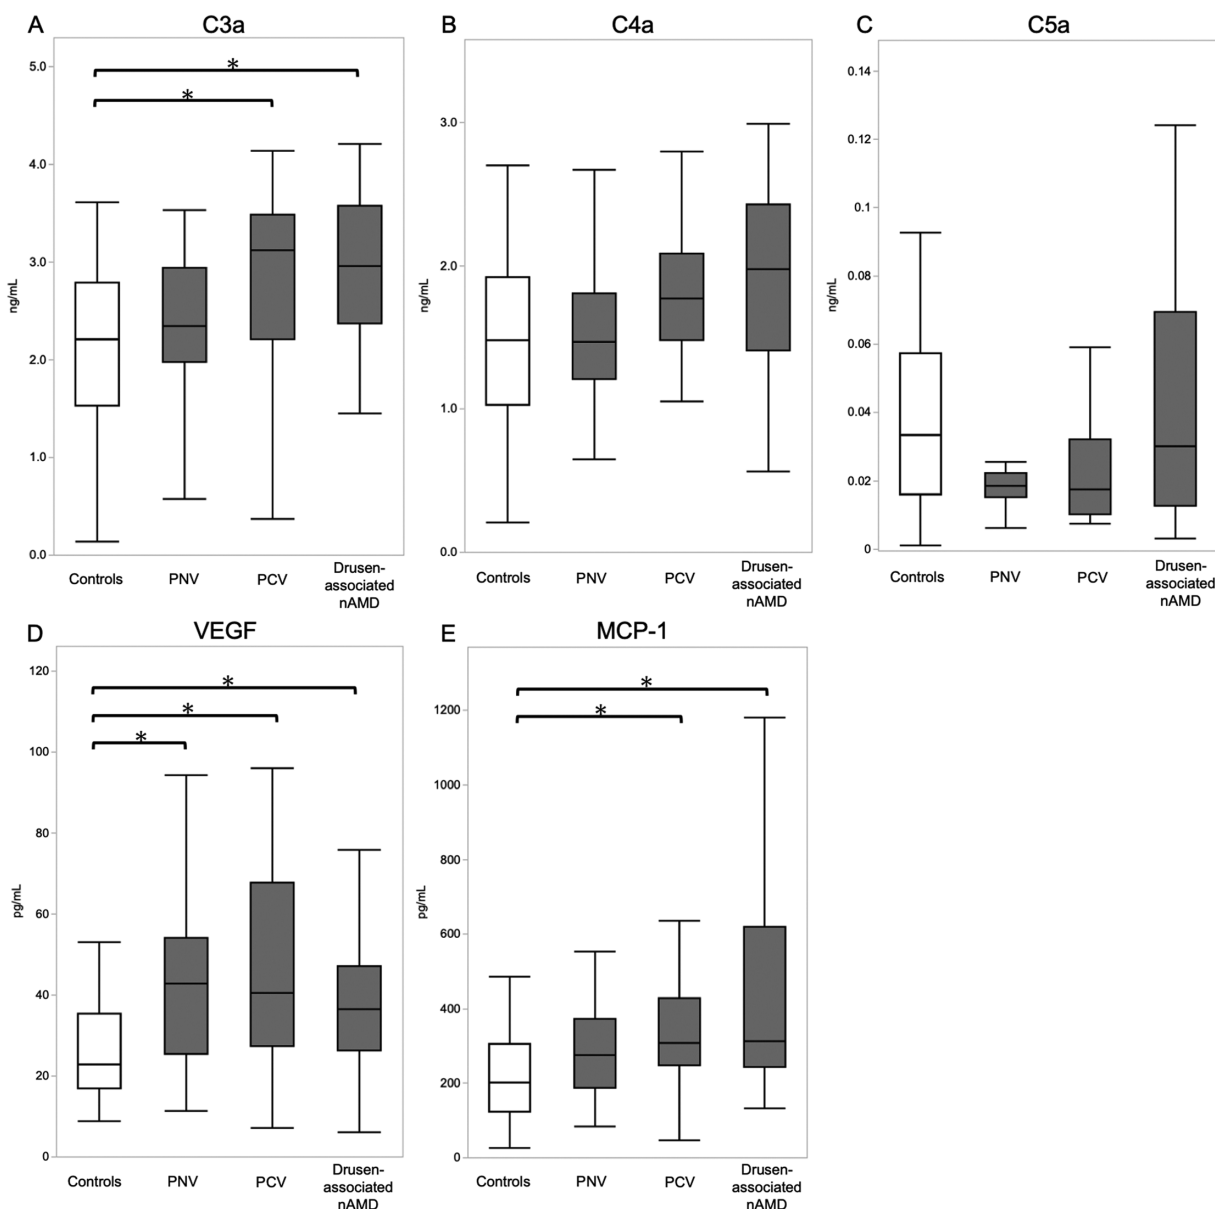 A
C3a
5.0
4.0
3.0
2.0
1.0
0.0
ng/mL
*
*
Controls
PNV
PCV
Drusen-
associated
nAMD
B
C4a
3.0
2.0
1.0
0.0
ng/mL
Controls
PNV
PCV
Drusen-
associated
nAMD
C
C5a
0.14
0.12
0.1
0.08
0.06
0.04
0.02
0
ng/mL
Controls
PNV
PCV
Drusen-
associated
nAMD
D
VEGF
120
100
80
60
40
20
0
pg/mL
*
*
*
Controls
PNV
PCV
Drusen-
associated
nAMD
E
MCP-1
1200
1000
800
600
400
200
0
pg/mL
*
*
Controls
PNV
PCV
Drusen-
associated
nAMD